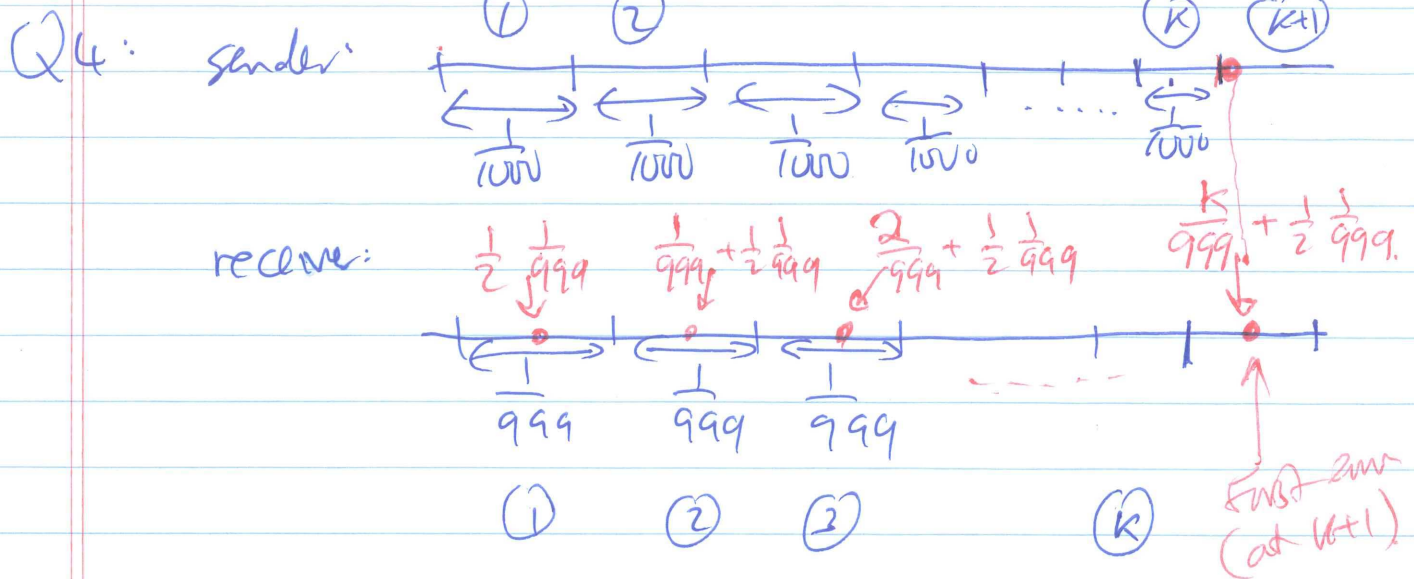 ① ② Ⓚ (K+1)
Q4: sender:
1/1000 1/1000 1/1000 1/1000 ...... 1/1000
receiver: 1/2 1/999 1/999 + 1/2 1/999 2/999 + 1/2 1/999 K/999 + 1/2 1/999.
1/999 1/999 1/999
① ② ③ Ⓚ
First
(at K+1)